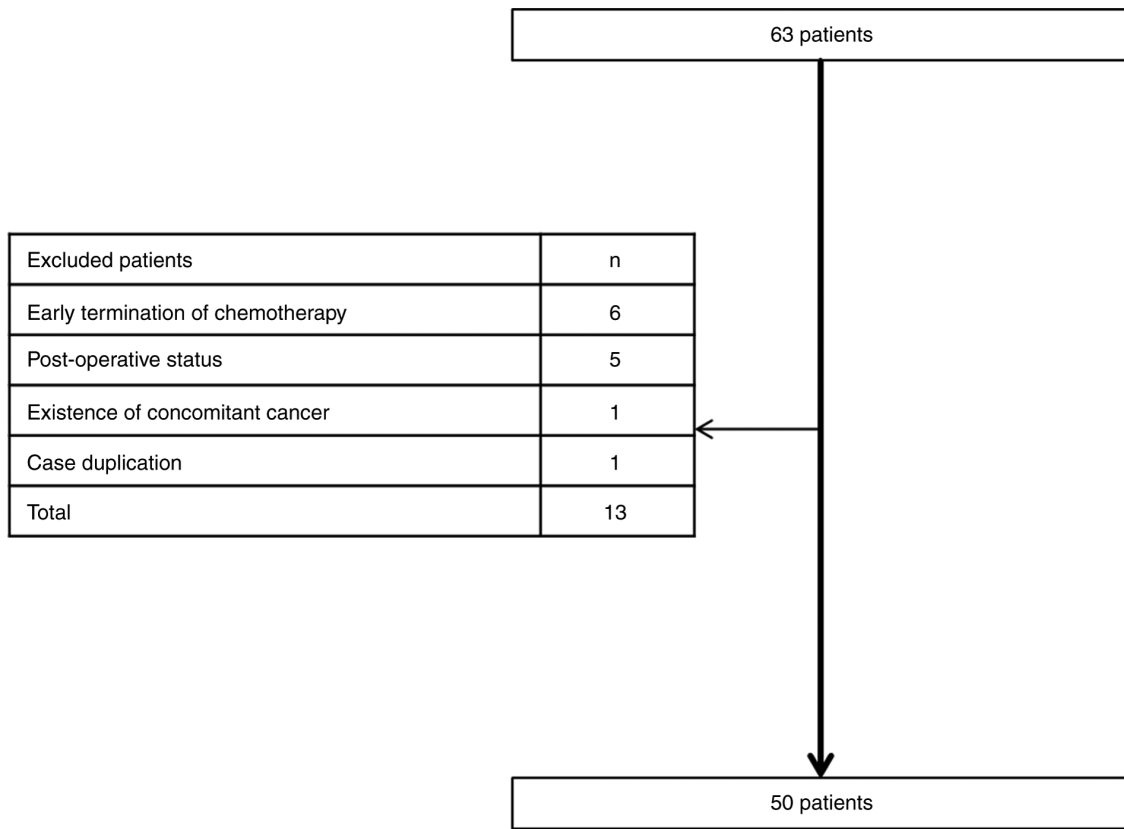 63 patients
Excluded patients n
Early termination of chemotherapy 6
Post-operative status 5
Existence of concomitant cancer 1
Case duplication 1
Total 13
50 patients